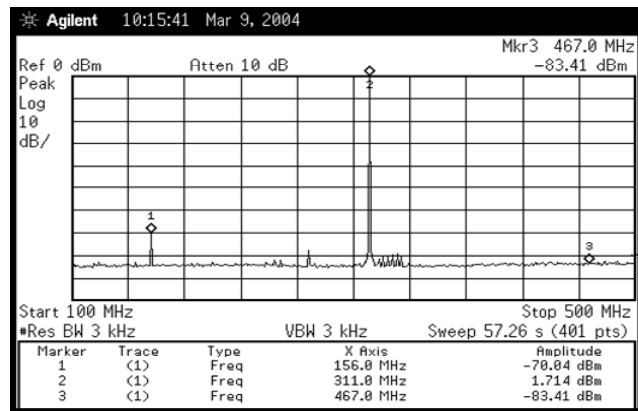 Agilent 10:15:41 Mar 9, 2004
Mkr3 467.0 MHz
Ref 0 dBm Atten 10 dB -83.41 dBm
Peak
Log
10
dB/
2
1
3
Start 100 MHz Stop 500 MHz
#Res BW 3 kHz VBW 3 kHz Sweep 57.26 s (401 pts)
Marker Trace Type X Axis Amplitude
1 (1) Freq 156.0 MHz -70.04 dBm
2 (1) Freq 311.0 MHz 1.714 dBm
3 (1) Freq 467.0 MHz -83.41 dBm